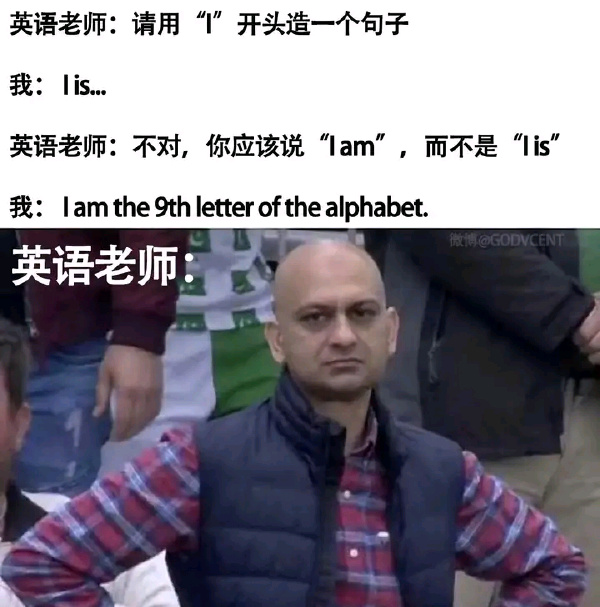 英语老师：请用“I”开头造一个句子
我： I is...
英语老师：不对，你应该说“I am”，而不是“I is”
我： I am the 9th letter of the alphabet.
微博@GODVCENT
英语老师：